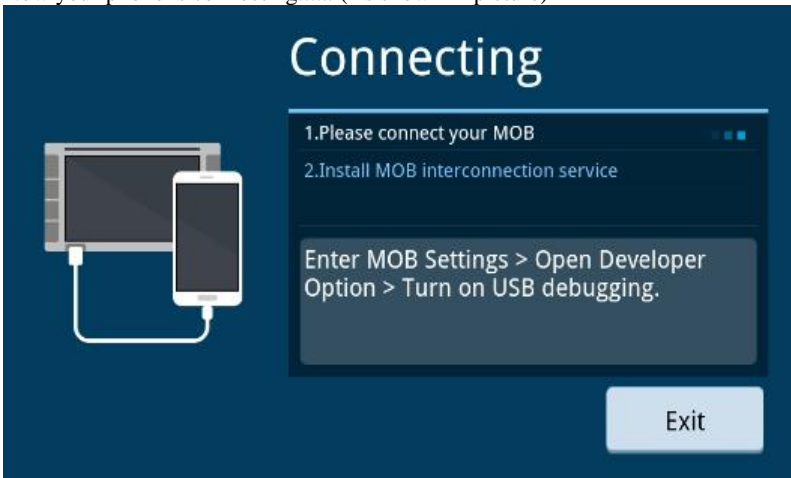 Connecting
1.Please connect your MOB
2.Install MOB interconnection service
Enter MOB Settings > Open Developer
Option > Turn on USB debugging.
Exit